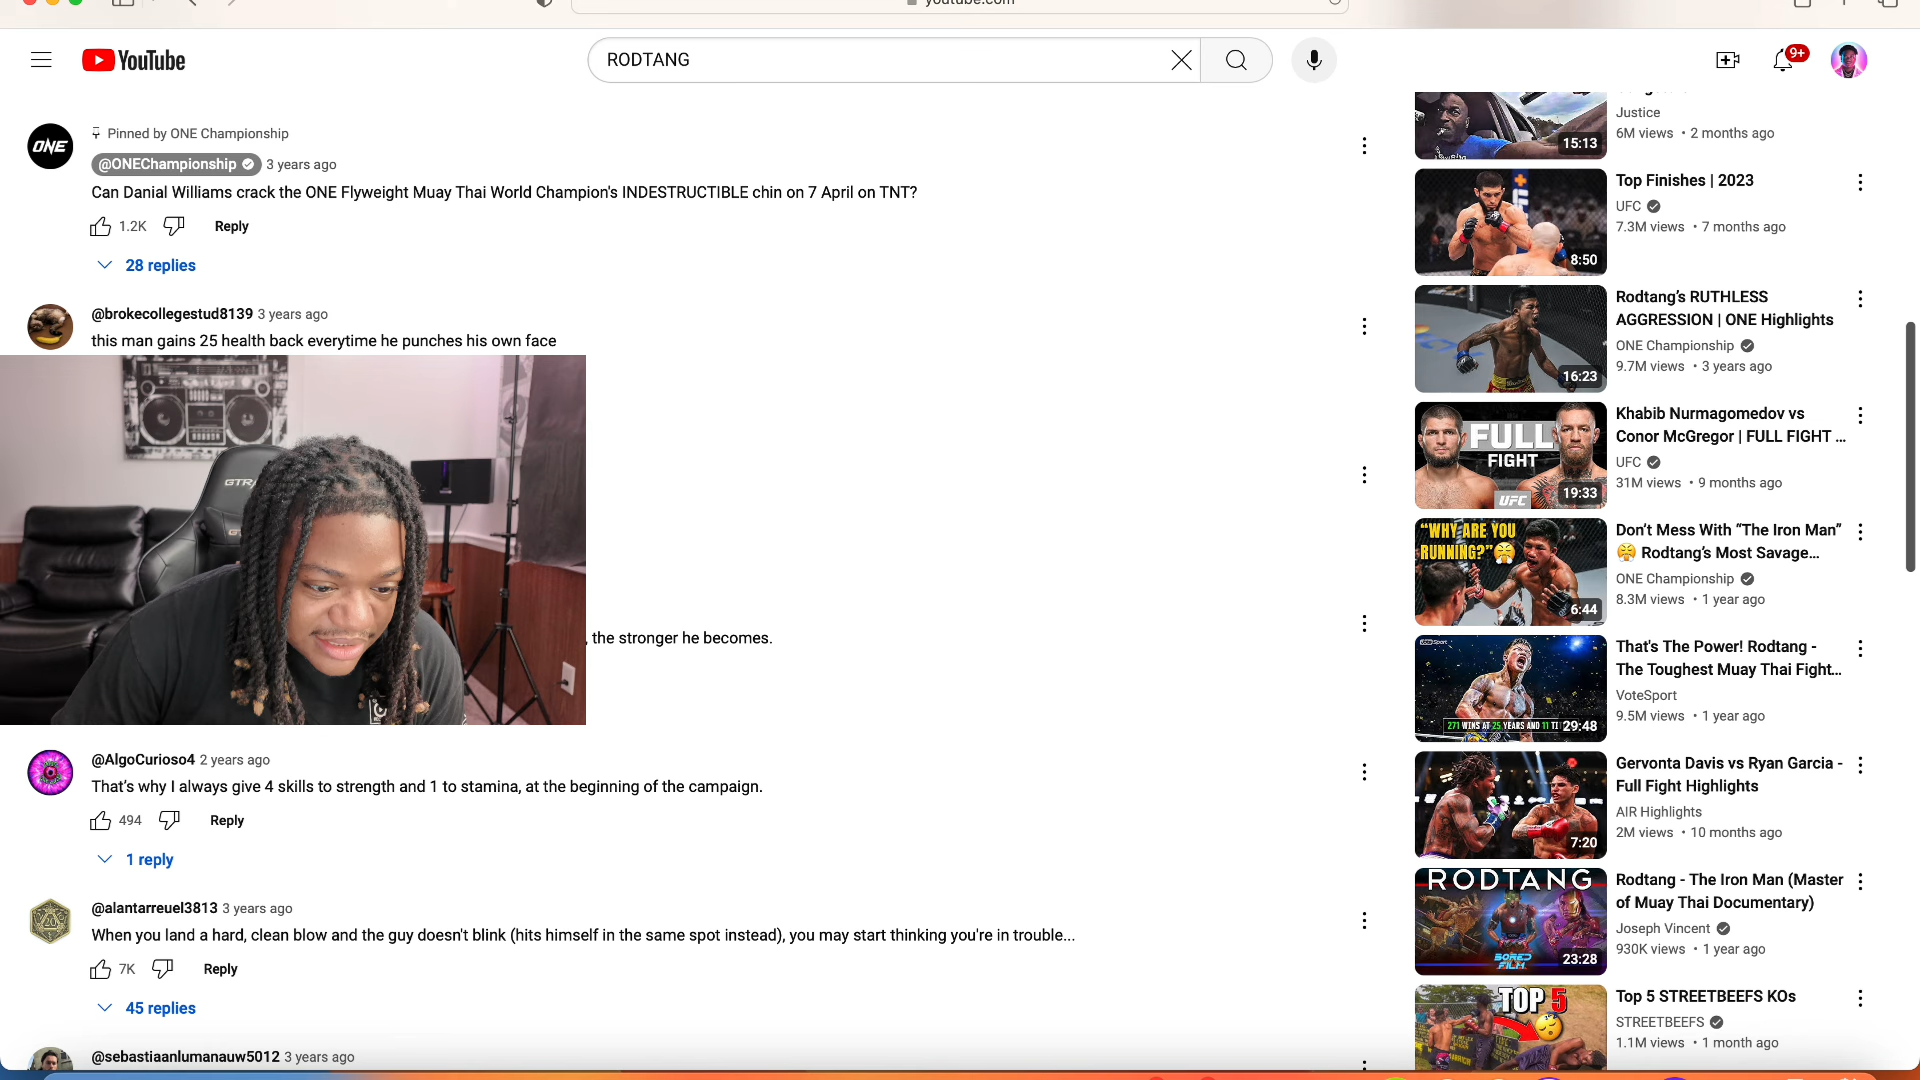 youtube.com
YouTube
RODTANG
9+
ONE
Pinned by ONE Championship
@ONEChampionship 3 years ago
Can Danial Williams crack the ONE Flyweight Muay Thai World Champion's INDESTRUCTIBLE chin on 7 April on TNT?
1.2K Reply
28 replies
@brokecollegestud8139 3 years ago
this man gains 25 health back everytime he punches his own face
GTRA
, the stronger he becomes.
@AlgoCurioso4 2 years ago
That's why I always give 4 skills to strength and 1 to stamina, at the beginning of the campaign.
494 Reply
1 reply
@alantarreuel3813 3 years ago
When you land a hard, clean blow and the guy doesn't blink (hits himself in the same spot instead), you may start thinking you're in trouble...
7K Reply
45 replies
@sebastiaanlumanauw5012 3 years ago
15:13
Justice
6M views • 2 months ago
8:50
Top Finishes | 2023
UFC
7.3M views • 7 months ago
16:23
Rodtang's RUTHLESS
AGGRESSION | ONE Highlights
ONE Championship
9.7M views • 3 years ago
FULL
FIGHT
UFC
19:33
Khabib Nurmagomedov vs
Conor McGregor | FULL FIGHT ...
UFC
31M views • 9 months ago
"WHY ARE YOU
RUNNING?"😤
6:44
Don't Mess With "The Iron Man"
😤 Rodtang's Most Savage...
ONE Championship
8.3M views • 1 year ago
271 WINS AT 25 YEARS AND 11 TI
29:48
That's The Power! Rodtang -
The Toughest Muay Thai Fight...
VoteSport
9.5M views • 1 year ago
7:20
Gervonta Davis vs Ryan Garcia -
Full Fight Highlights
AIR Highlights
2M views • 10 months ago
RODTANG
BORED
FILM
23:28
Rodtang - The Iron Man (Master
of Muay Thai Documentary)
Joseph Vincent
930K views • 1 year ago
TOP 5
Top 5 STREETBEEFS KOs
STREETBEEFS
1.1M views • 1 month ago